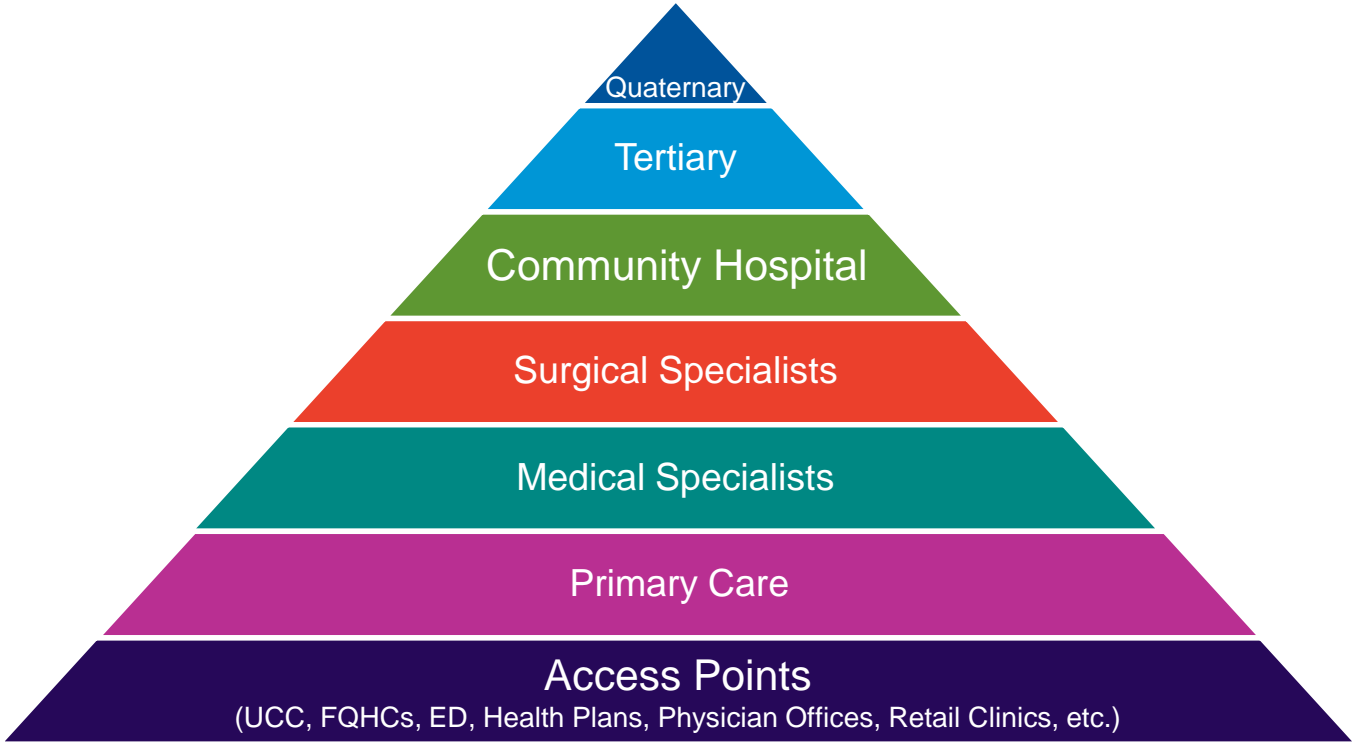 Quaternary
Tertiary
Community Hospital
Surgical Specialists
Medical Specialists
Primary Care
Access Points
(UCC, FQHCs, ED, Health Plans, Physician Offices, Retail Clinics, etc.)